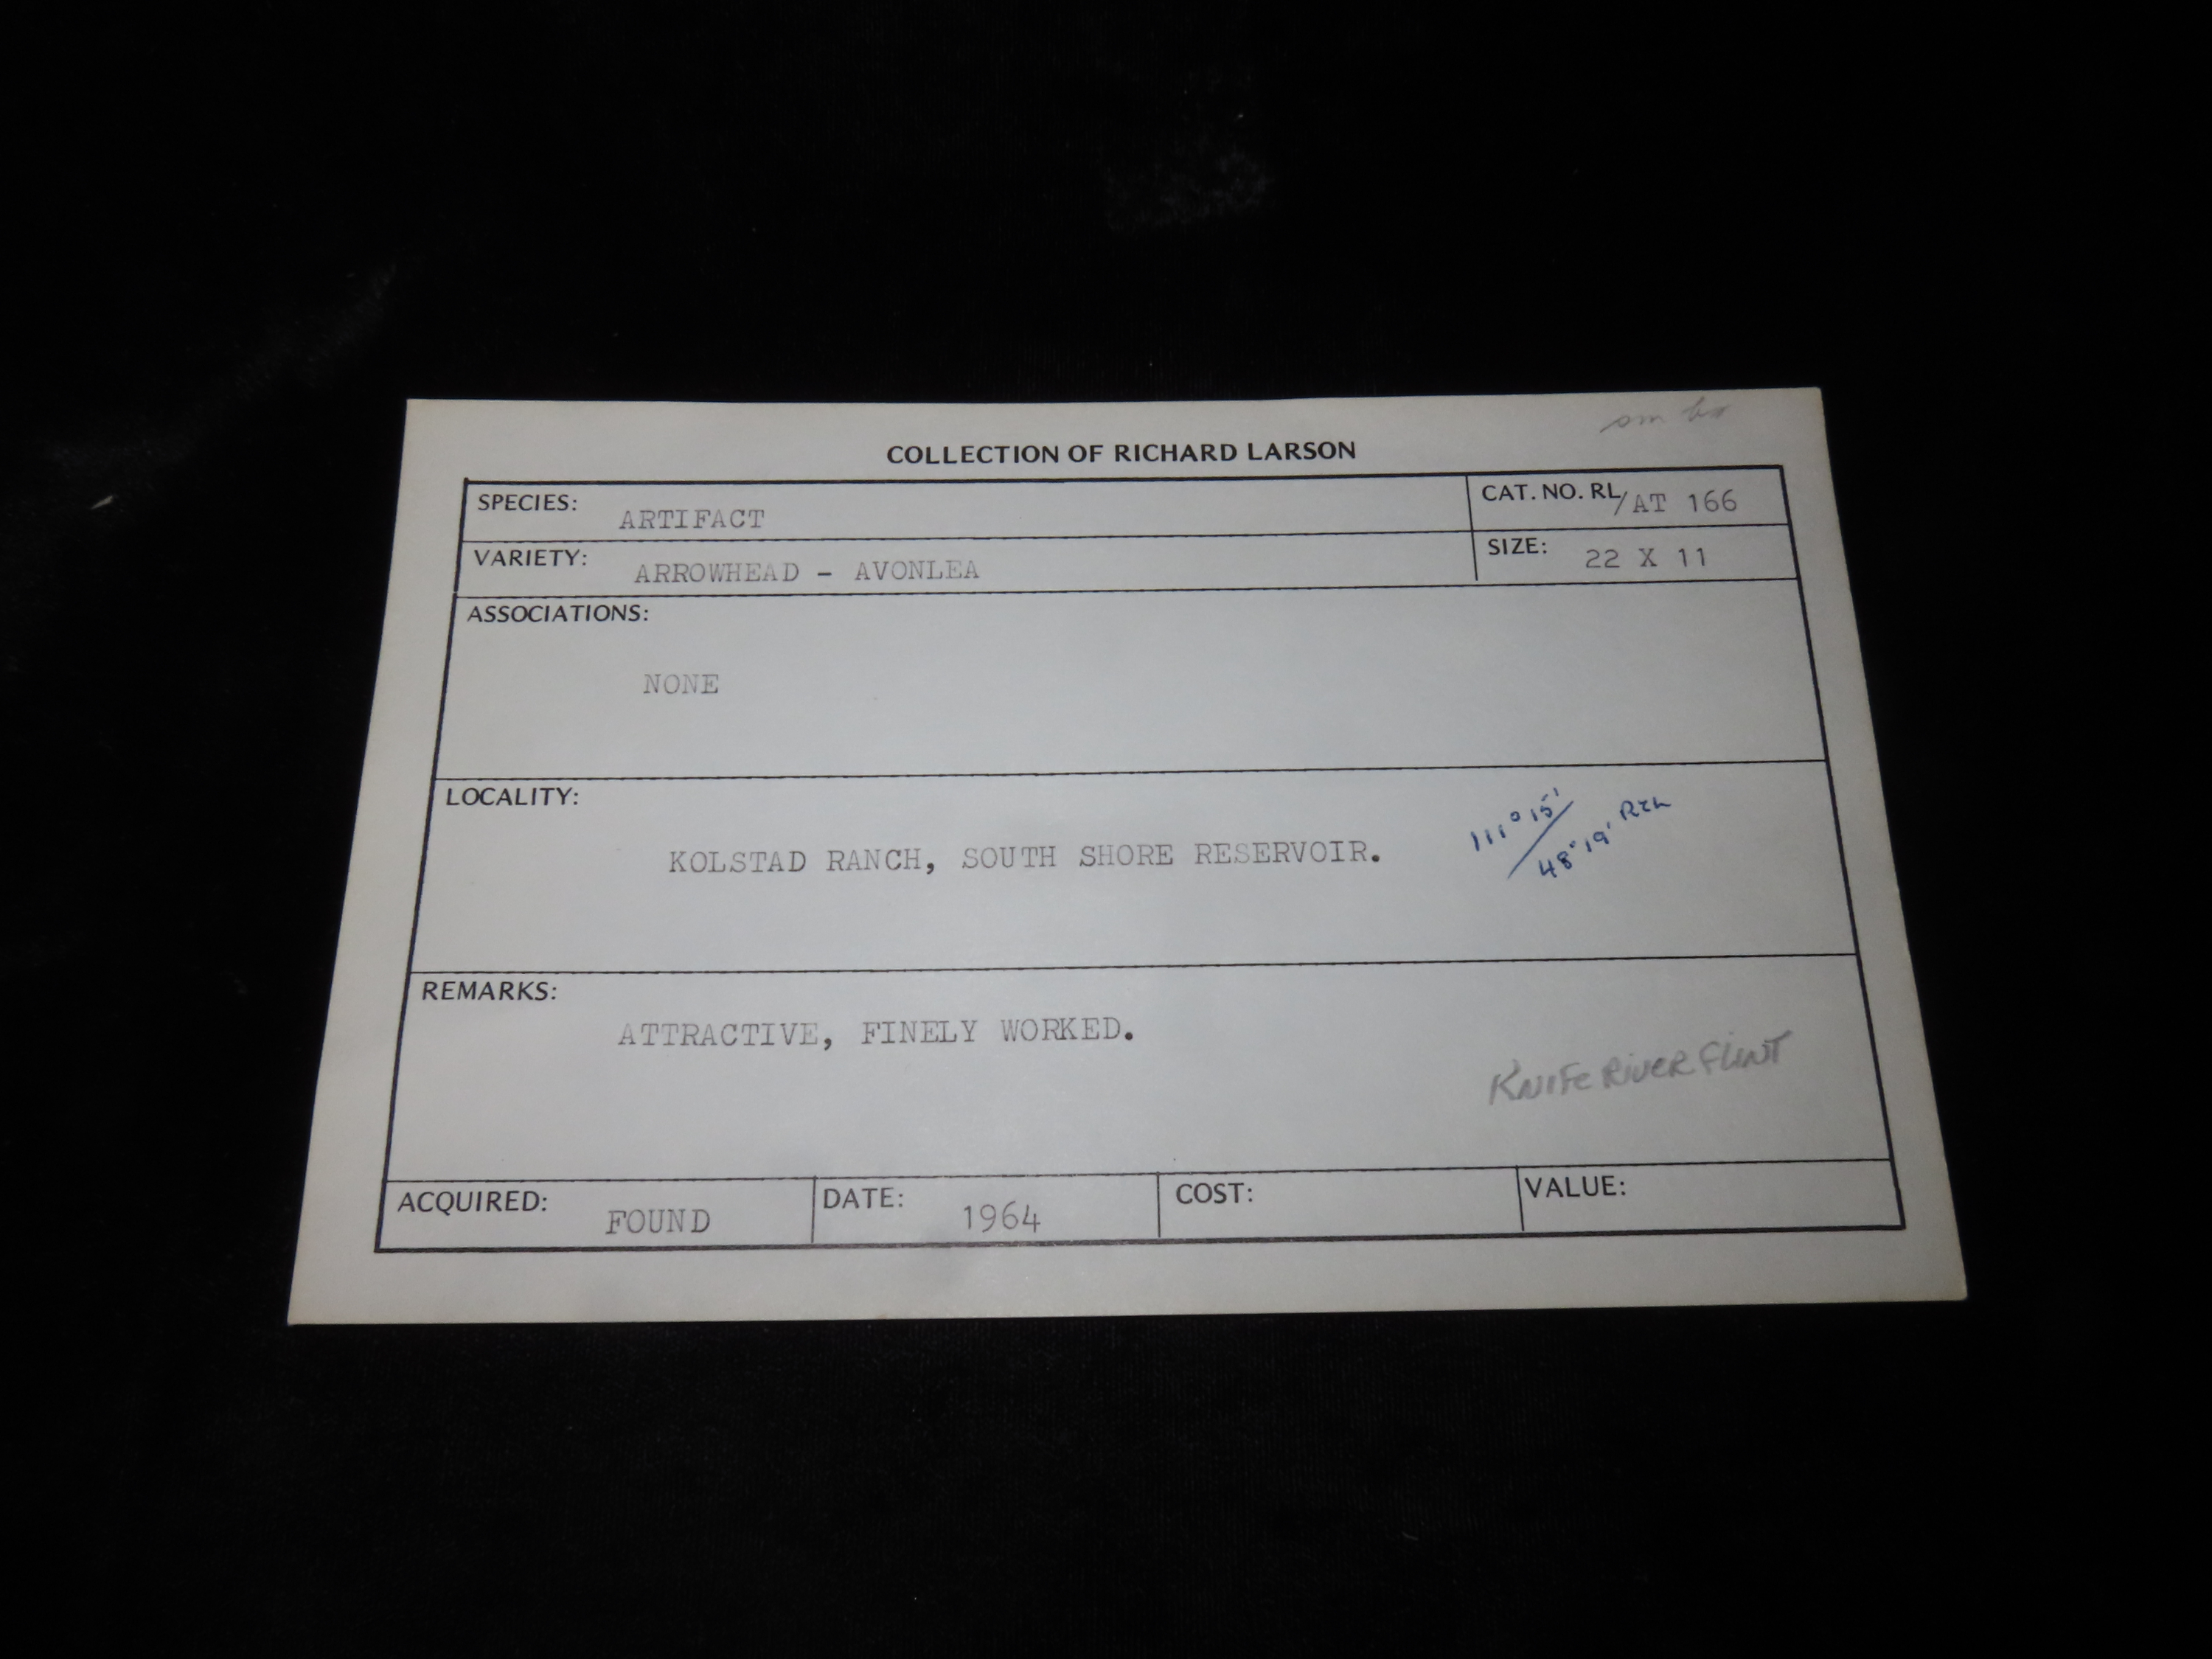 sm
COLLECTION OF RICHARD LARSON
SPECIES: ARTIFACT
CAT. NO. RL/AT 166
VARIETY: ARROWHEAD - AVONLEA
SIZE: 22 X 11
ASSOCIATIONS:
NONE
LOCALITY:
KOLSTAD RANCH, SOUTH SHORE RESERVOIR.
111° 15'
48° 19'
REMARKS:
ATTRACTIVE, FINELY WORKED.
KNIFE RIVER FLINT
ACQUIRED: FOUND
DATE: 1964
COST:
VALUE: